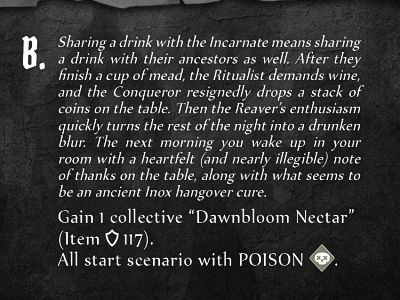 B. Sharing a drink with the Incarnate means sharing
a drink with their ancestors as well. After they
finish a cup of mead, the Ritualist demands wine,
and the Conqueror resignedly drops a stack of
coins on the table. Then the Reaver's enthusiasm
quickly turns the rest of the night into a drunken
blur. The next morning you wake up in your
room with a heartfelt (and nearly illegible) note
of thanks on the table, along with what seems to
be an ancient Inox hangover cure.
Gain 1 collective “Dawnbloom Nectar”
(Item 117).
All start scenario with POISON .